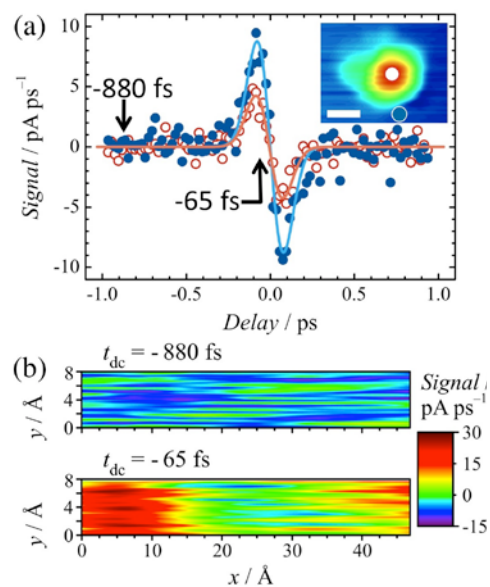 (a)
10
5
0
-5
-10
Signal / pA ps⁻¹
-880 fs
-65 fs
-1.0 -0.5 0.0 0.5 1.0
Delay / ps
(b)
t_dc = - 880 fs
8
4
0
y / Å
t_dc = - 65 fs
8
4
0
y / Å
0 10 20 30 40
x / Å
Signal /
pA ps⁻¹
30
15
0
-15